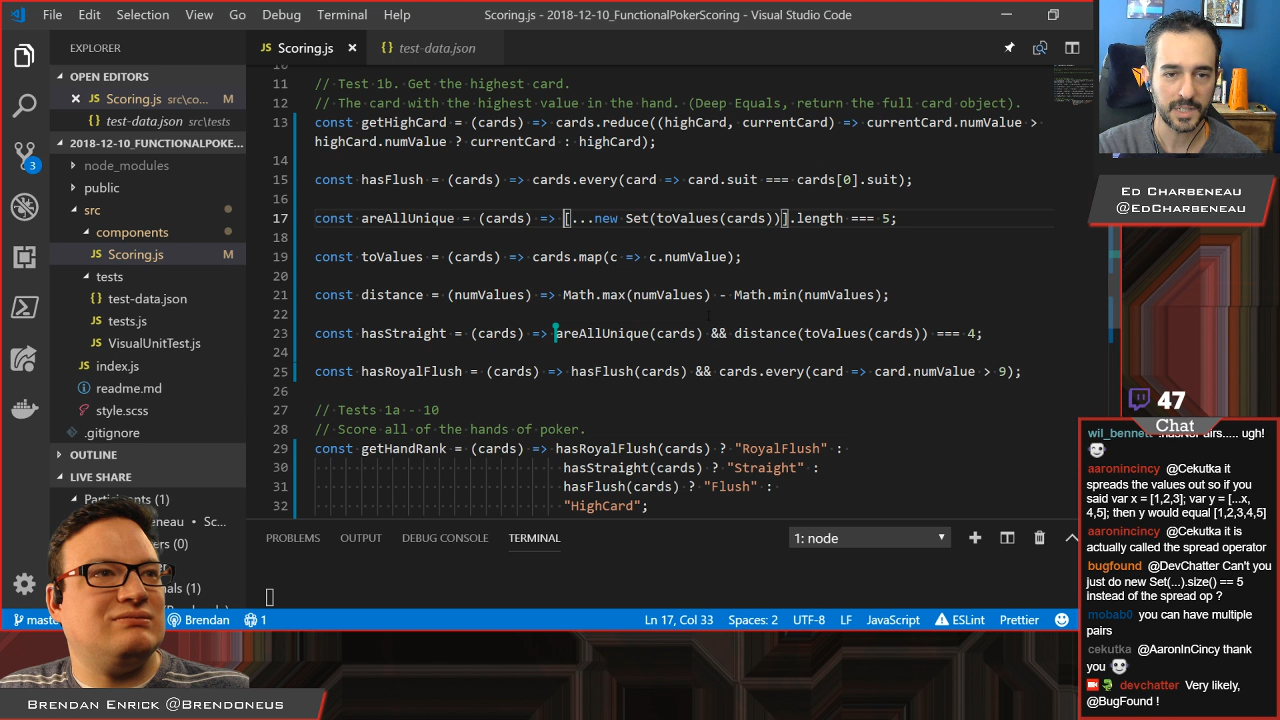 File Edit Selection View Go Debug Terminal Help
Scoring.js - 2018-12-10_FunctionalPokerScoring - Visual Studio Code
EXPLORER
OPEN EDITORS
Scoring.js src\co... M
test-data.json src\tests
2018-12-10_FUNCTIONALPOKE...
node_modules
public
src
components
Scoring.js M
tests
test-data.json
tests.js
VisualUnitTest.js
index.js
readme.md
style.scss
.gitignore
OUTLINE
LIVE SHARE
Participants (1)
beneau • Sc...
ers (0)
nals (1)
3
Scoring.js
test-data.json
11 // Test 1b. Get the highest card.
12 // The card with the highest value in the hand. (Deep Equals, return the full card object).
13 const getHighCard = (cards) => cards.reduce((highCard, currentCard) => currentCard.numValue >
highCard.numValue ? currentCard : highCard);
14
15 const hasFlush = (cards) => cards.every(card => card.suit === cards[0].suit);
16
17 const areAllUnique = (cards) => [...new Set(toValues(cards))].length === 5;
18
19 const toValues = (cards) => cards.map(c => c.numValue);
20
21 const distance = (numValues) => Math.max(numValues) - Math.min(numValues);
22
23 const hasStraight = (cards) => areAllUnique(cards) && distance(toValues(cards)) === 4;
24
25 const hasRoyalFlush = (cards) => hasFlush(cards) && cards.every(card => card.numValue > 9);
26
27 // Tests 1a - 10
28 // Score all of the hands of poker.
29 const getHandRank = (cards) => hasRoyalFlush(cards) ? "RoyalFlush" :
30 hasStraight(cards) ? "Straight" :
31 hasFlush(cards) ? "Flush" :
32 "HighCard";
PROBLEMS OUTPUT DEBUG CONSOLE TERMINAL
1: node
Brendan 1
Ln 17, Col 33 Spaces: 2 UTF-8 LF JavaScript ESLint Prettier
Brendan Enrick @Brendoneus
Ed Charbeneau
@EdCharbeneau
47
Chat
wil_bennett
ugh!
aaronincincy @Cekutka it
spreads the values out so if you
said var x = [1,2,3]; var y = [...x,
4,5]; then y would equal [1,2,3,4,5]
aaronincincy @Cekutka it is
actually called the spread operator
bugfound @DevChatter Can't you
just do new Set(...).size() == 5
instead of the spread op ?
mobab0 you can have multiple
pairs
cekutka @AaronInCincy thank
you
devchatter Very likely,
@BugFound !